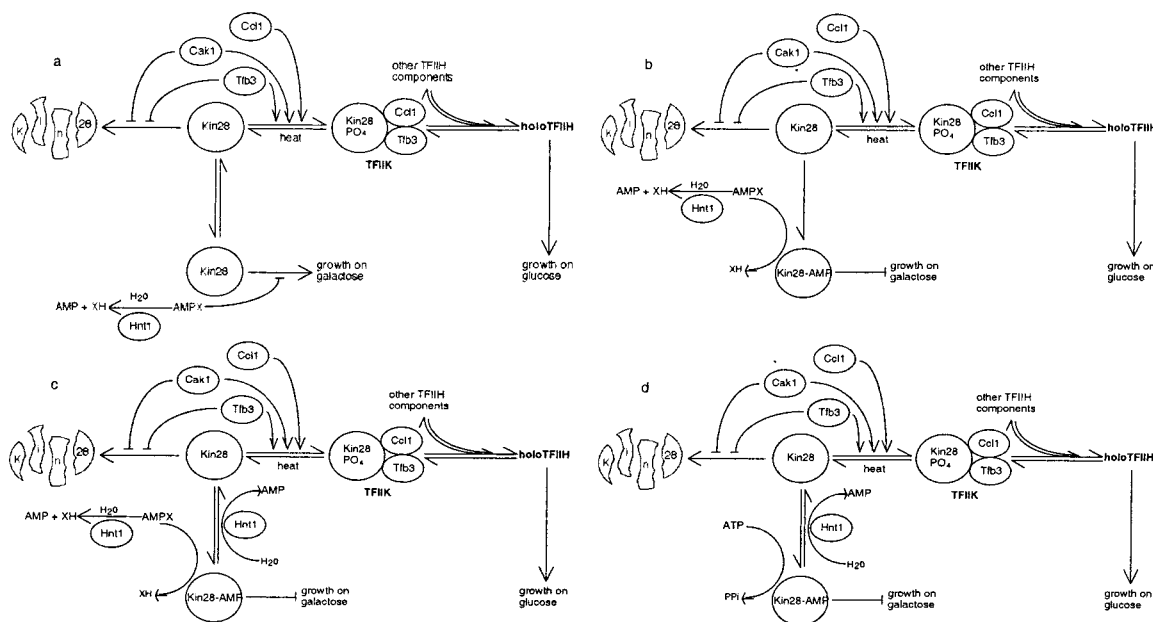 a
Ccl1
Cak1
Tfb3
other TFIIH
components
K
i
n
28
Kin28
heat
Kin28
PO₄
Ccl1
Tfb3
TFIIK
holoTFIIH
Kin28
growth on
galactose
growth on
glucose
AMP + XH
H₂O
AMPX
Hnt1
b
Ccl1
Cak1
Tfb3
other TFIIH
components
K
i
n
28
Kin28
heat
Kin28
PO₄
Ccl1
Tfb3
TFIIK
holoTFIIH
AMP + XH
H₂O
AMPX
Hnt1
XH
Kin28-AMP
growth on
galactose
growth on
glucose
c
Ccl1
Cak1
Tfb3
other TFIIH
components
K
i
n
28
Kin28
heat
Kin28
PO₄
Ccl1
Tfb3
TFIIK
holoTFIIH
AMP
AMP + XH
H₂O
AMPX
Hnt1
Hnt1
H₂O
XH
Kin28-AMP
growth on
galactose
growth on
glucose
d
Ccl1
Cak1
Tfb3
other TFIIH
components
K
i
n
28
Kin28
heat
Kin28
PO₄
Ccl1
Tfb3
TFIIK
holoTFIIH
AMP
ATP
Hnt1
H₂O
PPi
Kin28-AMP
growth on
galactose
growth on
glucose